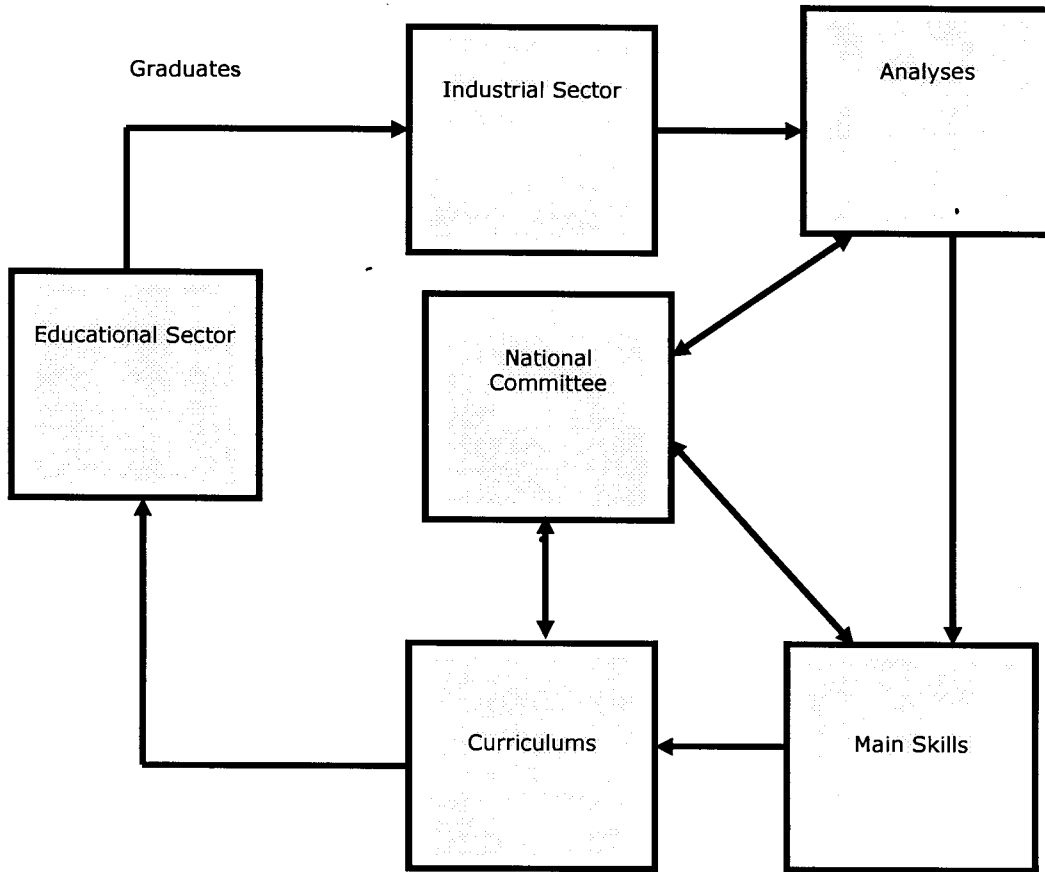 Graduates
Industrial Sector
Analyses
Educational Sector
National
Committee
Curriculums
Main Skills